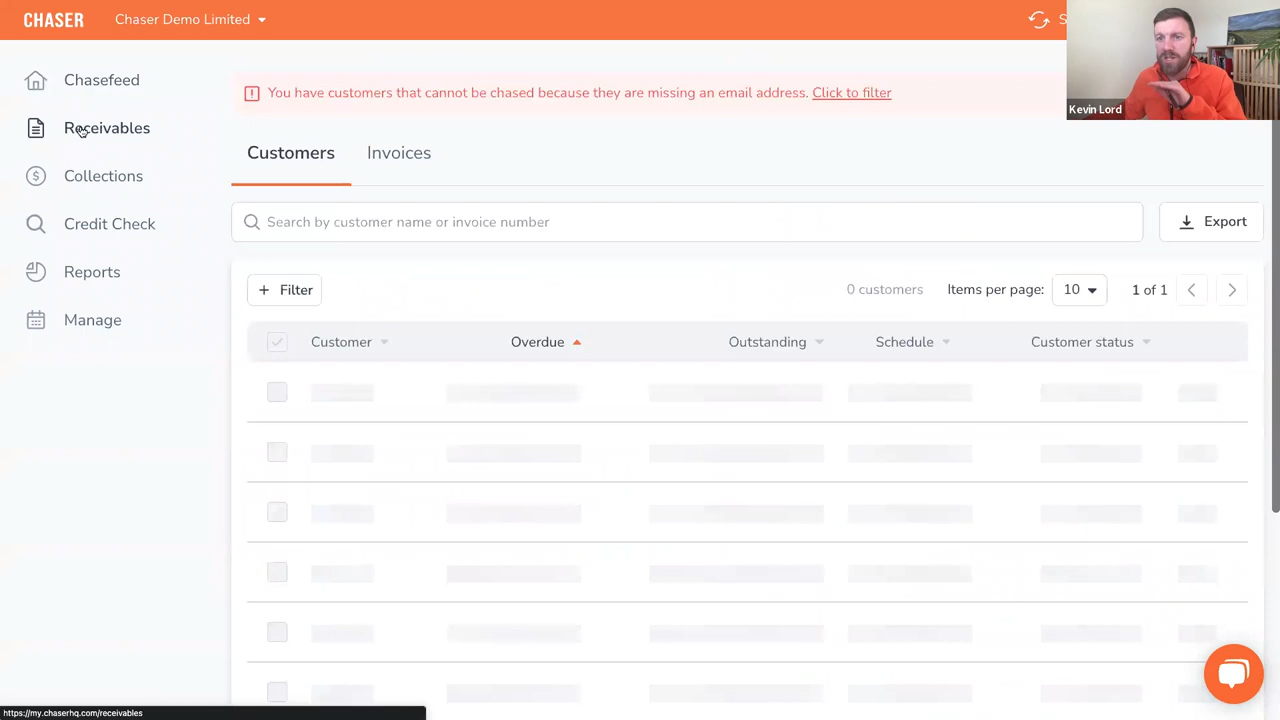 CHASER
Chaser Demo Limited
Kevin Lord
Chasefeed
Receivables
Collections
Credit Check
Reports
Manage
You have customers that cannot be chased because they are missing an email address. Click to filter
Customers
Invoices
Search by customer name or invoice number
Export
+ Filter
0 customers
Items per page:
10
1 of 1
Customer
Overdue
Outstanding
Schedule
Customer status
https://my.chaserhq.com/receivables